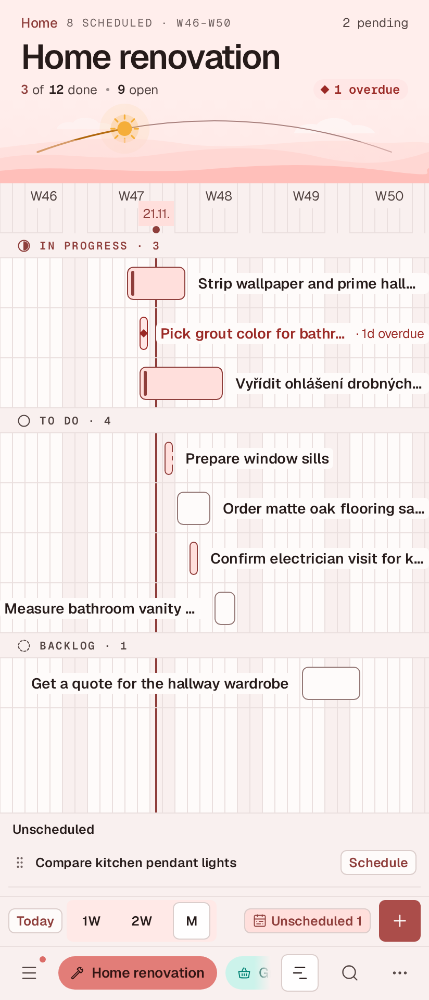 Home 8 SCHEDULED · W46–W50 2 pending
Home renovation
3 of 12 done • 9 open ◆ 1 overdue
W46 W47 W48 W49 W50
21.11.
IN PROGRESS · 3
Strip wallpaper and prime hall…
Pick grout color for bathr… · 1d overdue
Vyřídit ohlášení drobných…
TO DO · 4
Prepare window sills
Order matte oak flooring sa…
Confirm electrician visit for k…
Measure bathroom vanity …
BACKLOG · 1
Get a quote for the hallway wardrobe
Unscheduled
Compare kitchen pendant lights Schedule
Today 1W 2W M Unscheduled 1
Home renovation G